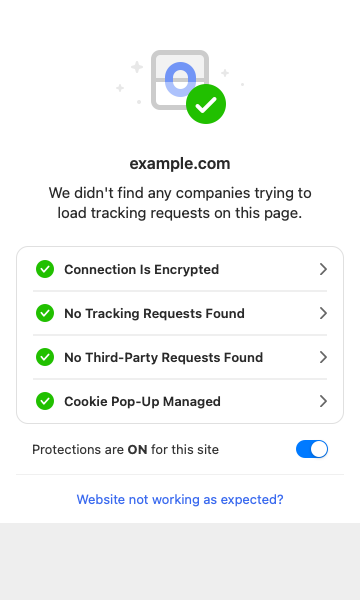 example.com
We didn't find any companies trying to
load tracking requests on this page.
Connection Is Encrypted
No Tracking Requests Found
No Third-Party Requests Found
Cookie Pop-Up Managed
Protections are ON for this site
Website not working as expected?